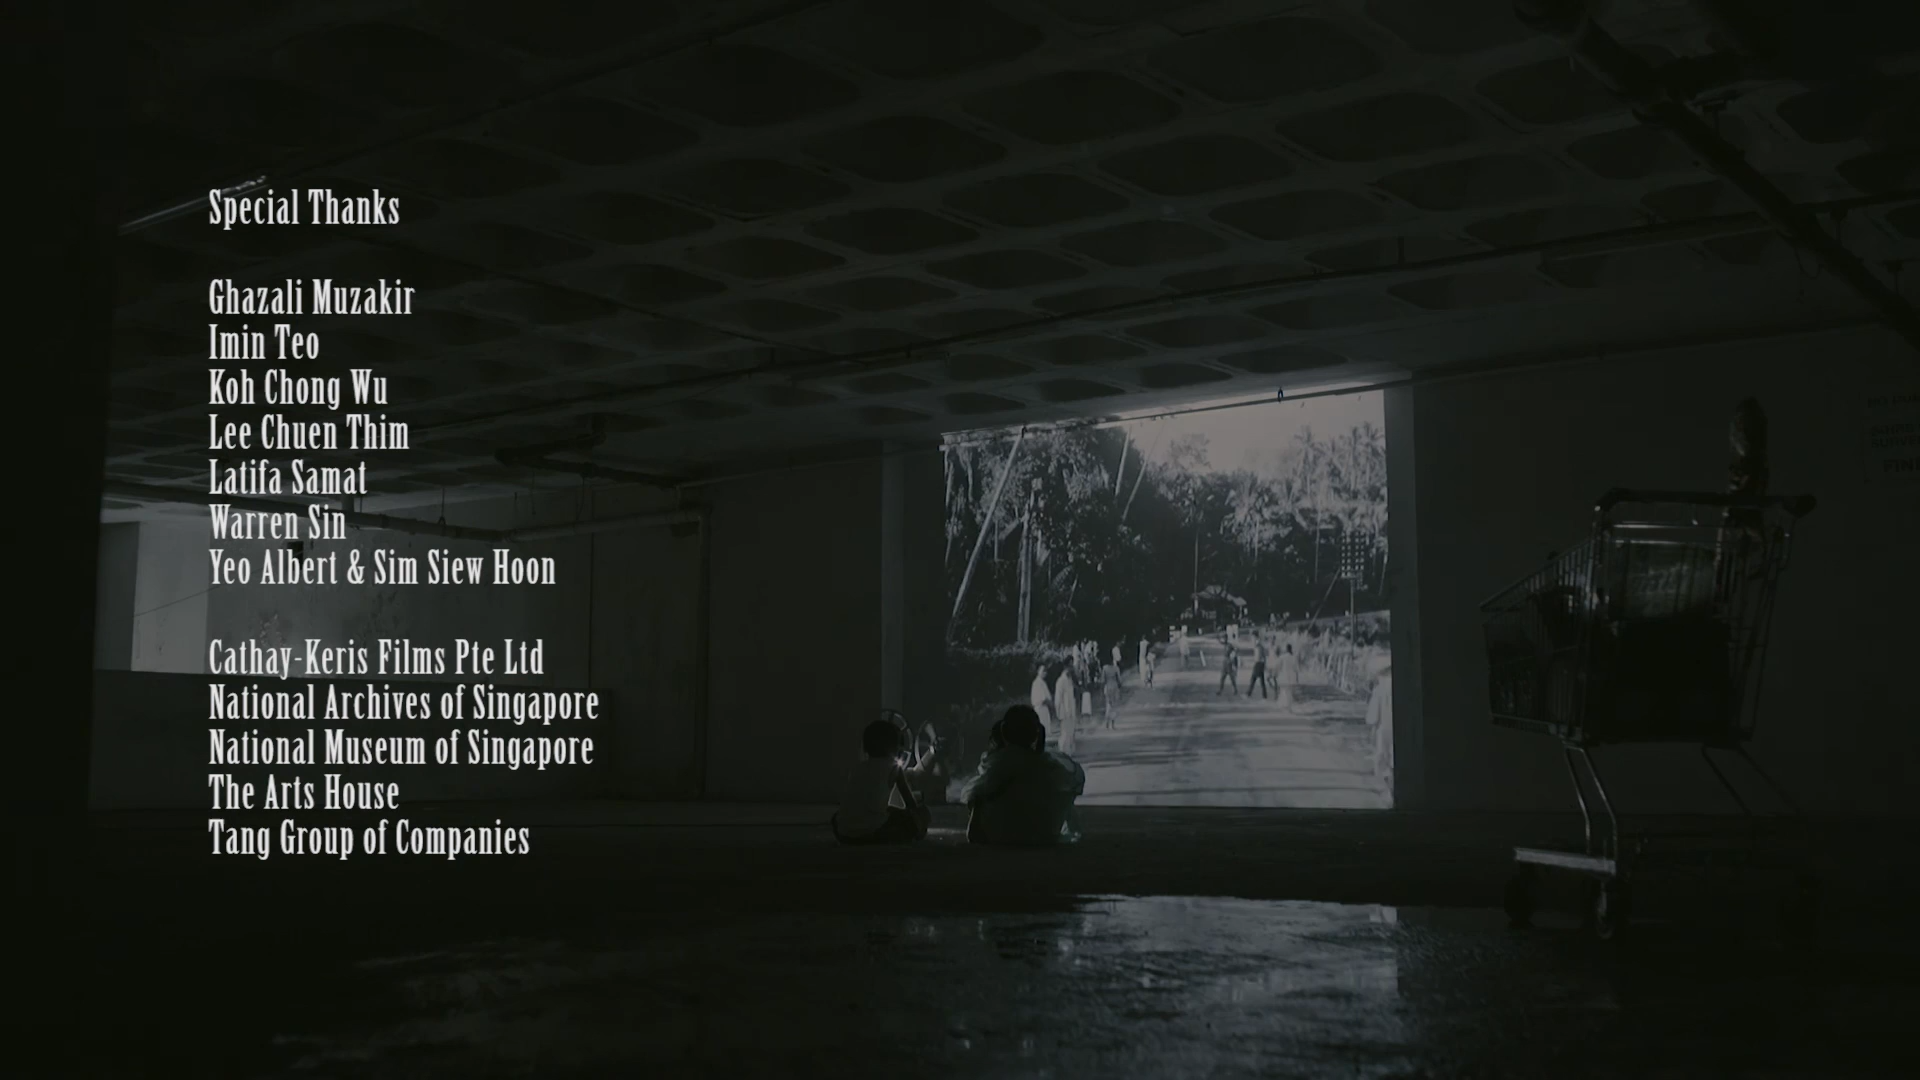 Special Thanks
Ghazali Muzakir
Imin Teo
Koh Chong Wu
Lee Chuen Thim
Latifa Samat
Warren Sin
Yeo Albert & Sim Siew Hoon
Cathay-Keris Films Pte Ltd
National Archives of Singapore
National Museum of Singapore
The Arts House
Tang Group of Companies